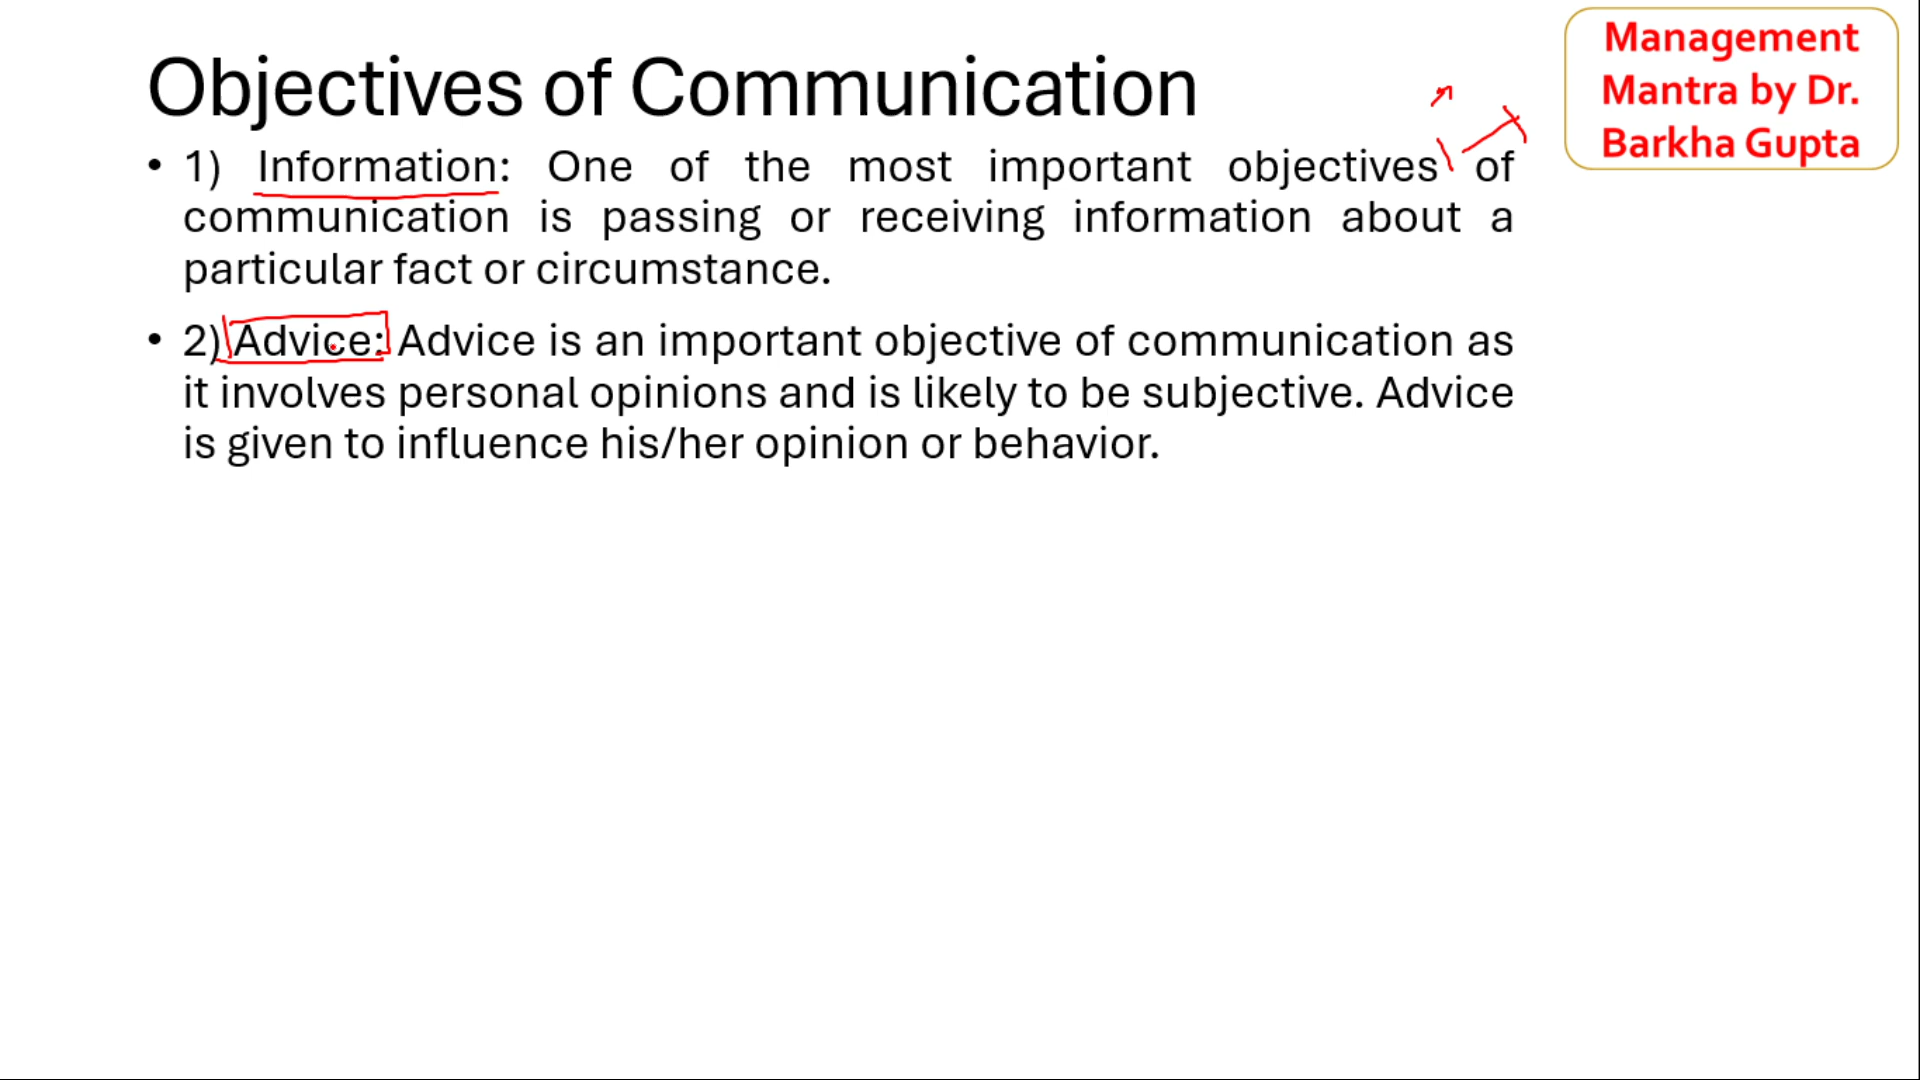 Objectives of Communication
Management
Mantra by Dr.
Barkha Gupta
• 1) Information: One of the most important objectives of
communication is passing or receiving information about a
particular fact or circumstance.
• 2) Advice: Advice is an important objective of communication as
it involves personal opinions and is likely to be subjective. Advice
is given to influence his/her opinion or behavior.